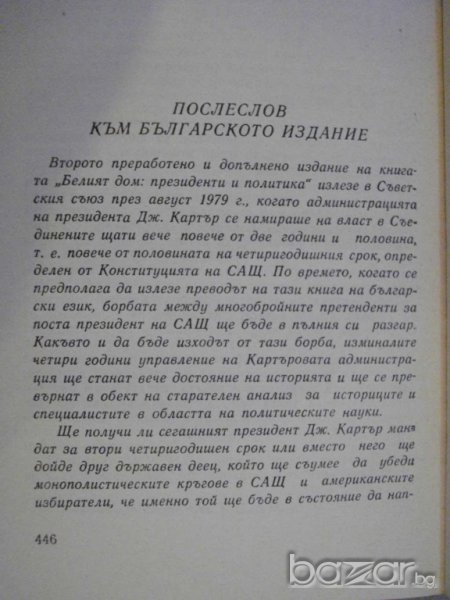 ПОСЛЕСЛОВ
КЪМ БЪЛГАРСКОТО ИЗДАНИЕ
Второто преработено и допълнено издание на книга-
та „Белият дом: президенти и политика“ излезе в Съвет-
ския съюз през август 1979 г., когато администрацията
на президента Дж. Картър се намираше на власт в Съе-
динените щати вече повече от две години и половина,
т. е. повече от половината на четиригодишния срок, опре-
делен от Конституцията на САЩ. По времето, когато се
предполага да излезе преводът на тази книга на българ-
ски език, борбата между многобройните претенденти за
поста президент на САЩ ще бъде в пълния си разгар.
Какъвто и да бъде изходът от тази борба, изминалите
четири години управление на Картъровата администра-
ция ще станат вече достояние на историята и ще се пре-
върнат в обект на старателен анализ за историците и
специалистите в областта на политическите науки.
Ще получи ли сегашният президент Дж. Картър ман-
дат за втори четиригодишен срок или вместо него ще
дойде друг държавен деец, който ще съумее да убеди
монополистическите кръгове в САЩ и американските
избиратели, че именно той ще бъде в състояние да нап-
446
bazar.bg